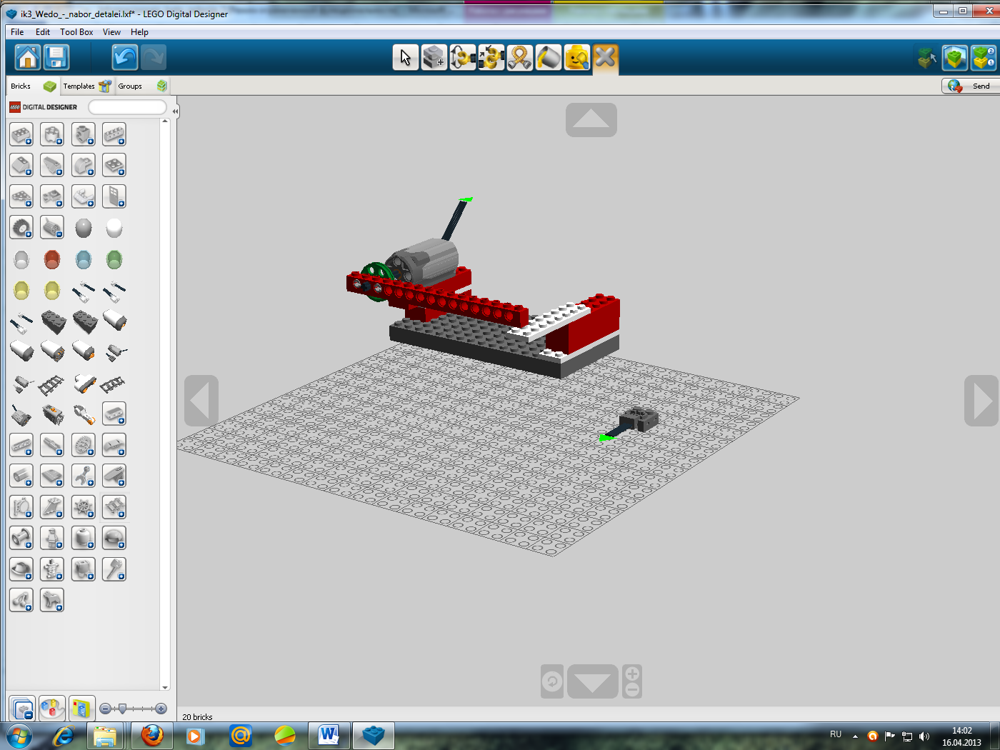 ik3_Wedo_-_nabor_detalei.lxf* - LEGO Digital Designer
File Edit Tool Box View Help
Bricks Templates Groups
Send
LEGO DIGITAL DESIGNER
20 bricks
RU
14:02
16.04.2013